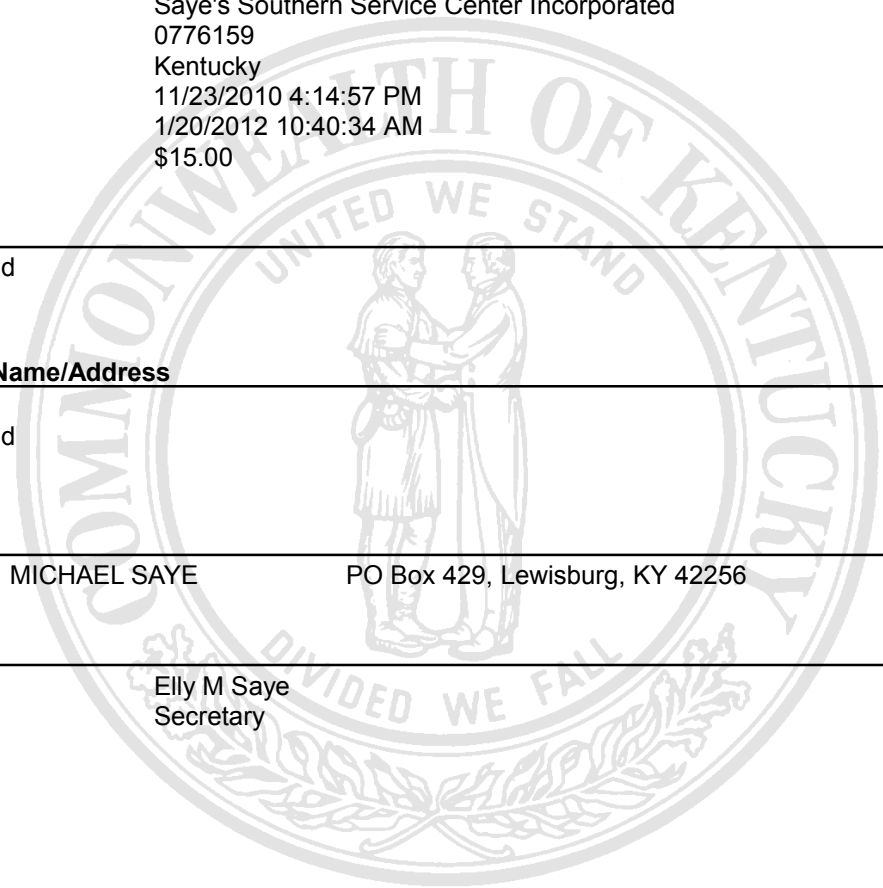 Saye's Southern Service Center Incorporated
0776159
Kentucky
11/23/2010 4:14:57 PM
1/20/2012 10:40:34 AM
$15.00
d
Name/Address
d
MICHAEL SAYE PO Box 429, Lewisburg, KY 42256
Elly M Saye
Secretary
COMMONWEALTH OF KENTUCKY
UNITED WE STAND
DIVIDED WE FALL